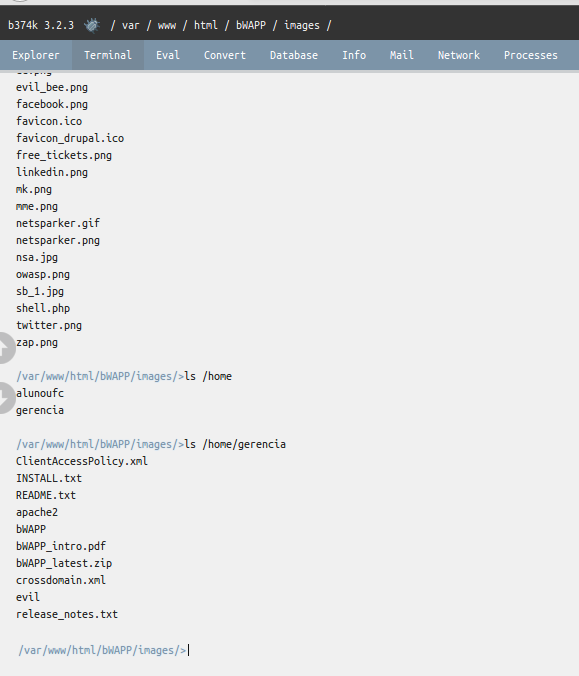 b374k 3.2.3 / var / www / html / bWAPP / images /
Explorer Terminal Eval Convert Database Info Mail Network Processes
evil_bee.png
facebook.png
favicon.ico
favicon_drupal.ico
free_tickets.png
linkedin.png
mk.png
mme.png
netsparker.gif
netsparker.png
nsa.jpg
owasp.png
sb_1.jpg
shell.php
twitter.png
zap.png
/var/www/html/bWAPP/images/>ls /home
alunoufc
gerencia
/var/www/html/bWAPP/images/>ls /home/gerencia
ClientAccessPolicy.xml
INSTALL.txt
README.txt
apache2
bWAPP
bWAPP_intro.pdf
bWAPP_latest.zip
crossdomain.xml
evil
release_notes.txt
/var/www/html/bWAPP/images/>